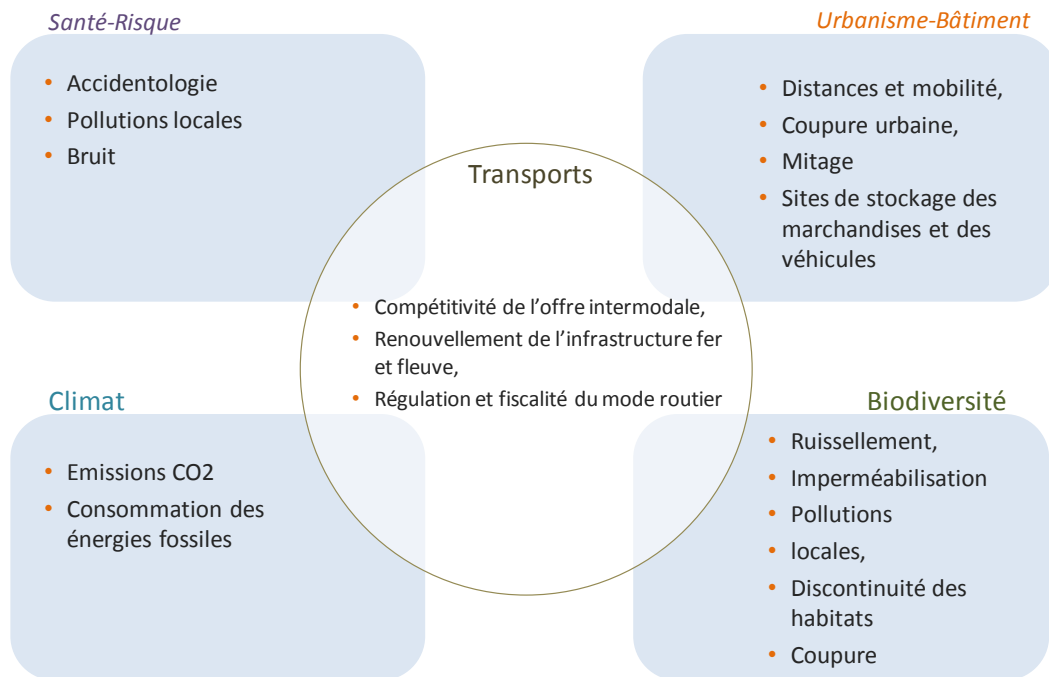 Santé-Risque
• Accidentologie
• Pollutions locales
• Bruit
Urbanisme-Bâtiment
• Distances et mobilité,
• Coupure urbaine,
• Mitage
• Sites de stockage des
marchandises et des
véhicules
Transports
• Compétitivité de l’offre intermodale,
• Renouvellement de l’infrastructure fer
et fleuve,
• Régulation et fiscalité du mode routier
Climat
• Emissions CO2
• Consommation des
énergies fossiles
Biodiversité
• Ruissellement,
• Imperméabilisation
• Pollutions
• locales,
• Discontinuité des
habitats
• Coupure